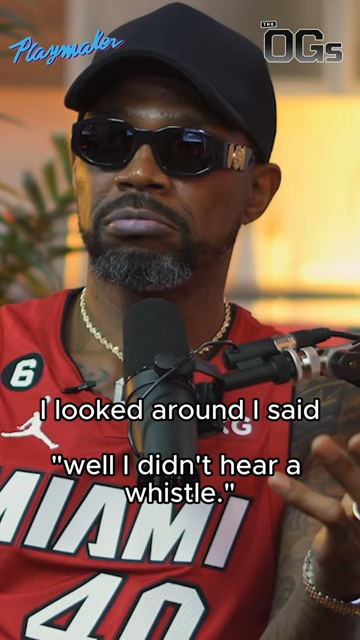 Playmaker
THE
OGs
6
I looked around I said
"well I didn't hear a
whistle."
MIAMI
40